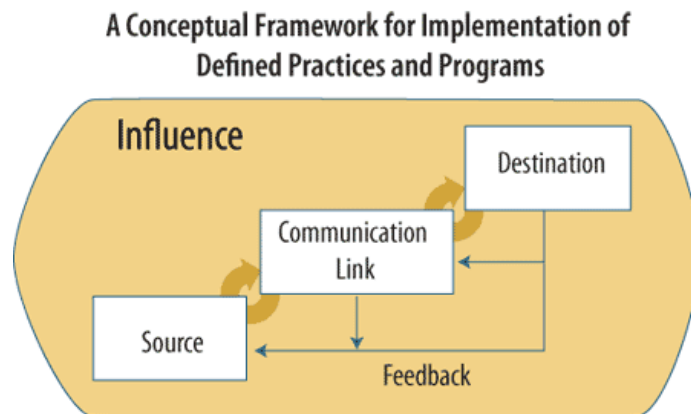 A Conceptual Framework for Implementation of
Defined Practices and Programs
Influence
Destination
Communication
Link
Source
Feedback